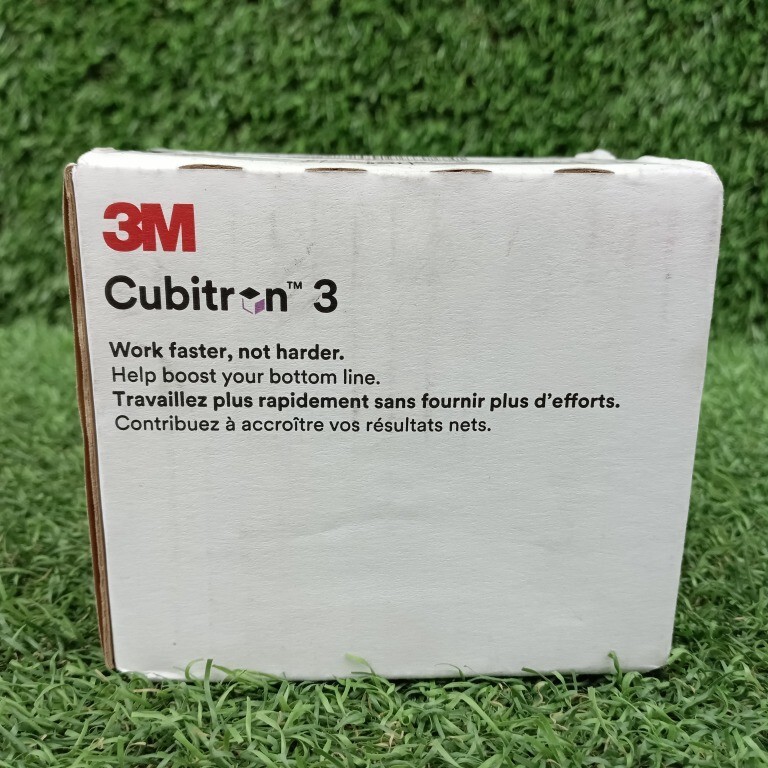 3M
Cubitron™ 3
Work faster, not harder.
Help boost your bottom line.
Travaillez plus rapidement sans fournir plus d'efforts.
Contribuez à accroître vos résultats nets.